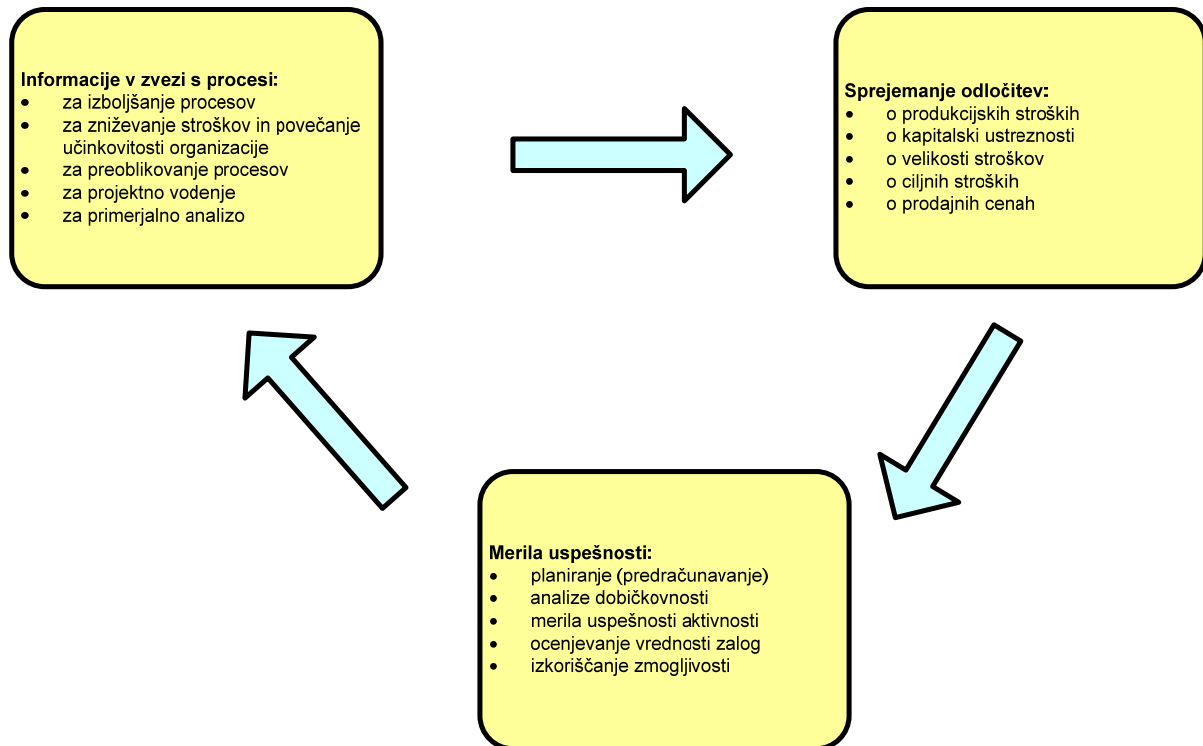 Informacije v zvezi s procesi:
• za izboljšanje procesov
• za zniževanje stroškov in povečanje
učinkovitosti organizacije
• za preoblikovanje procesov
• za projektno vodenje
• za primerjalno analizo
Sprejemanje odločitev:
• o produkcijskih stroških
• o kapitalski ustreznosti
• o velikosti stroškov
• o ciljnih stroških
• o prodajnih cenah
Merila uspešnosti:
• planiranje (predračunavanje)
• analize dobičkovnosti
• merila uspešnosti aktivnosti
• ocenjevanje vrednosti zalog
• izkoriščanje zmogljivosti